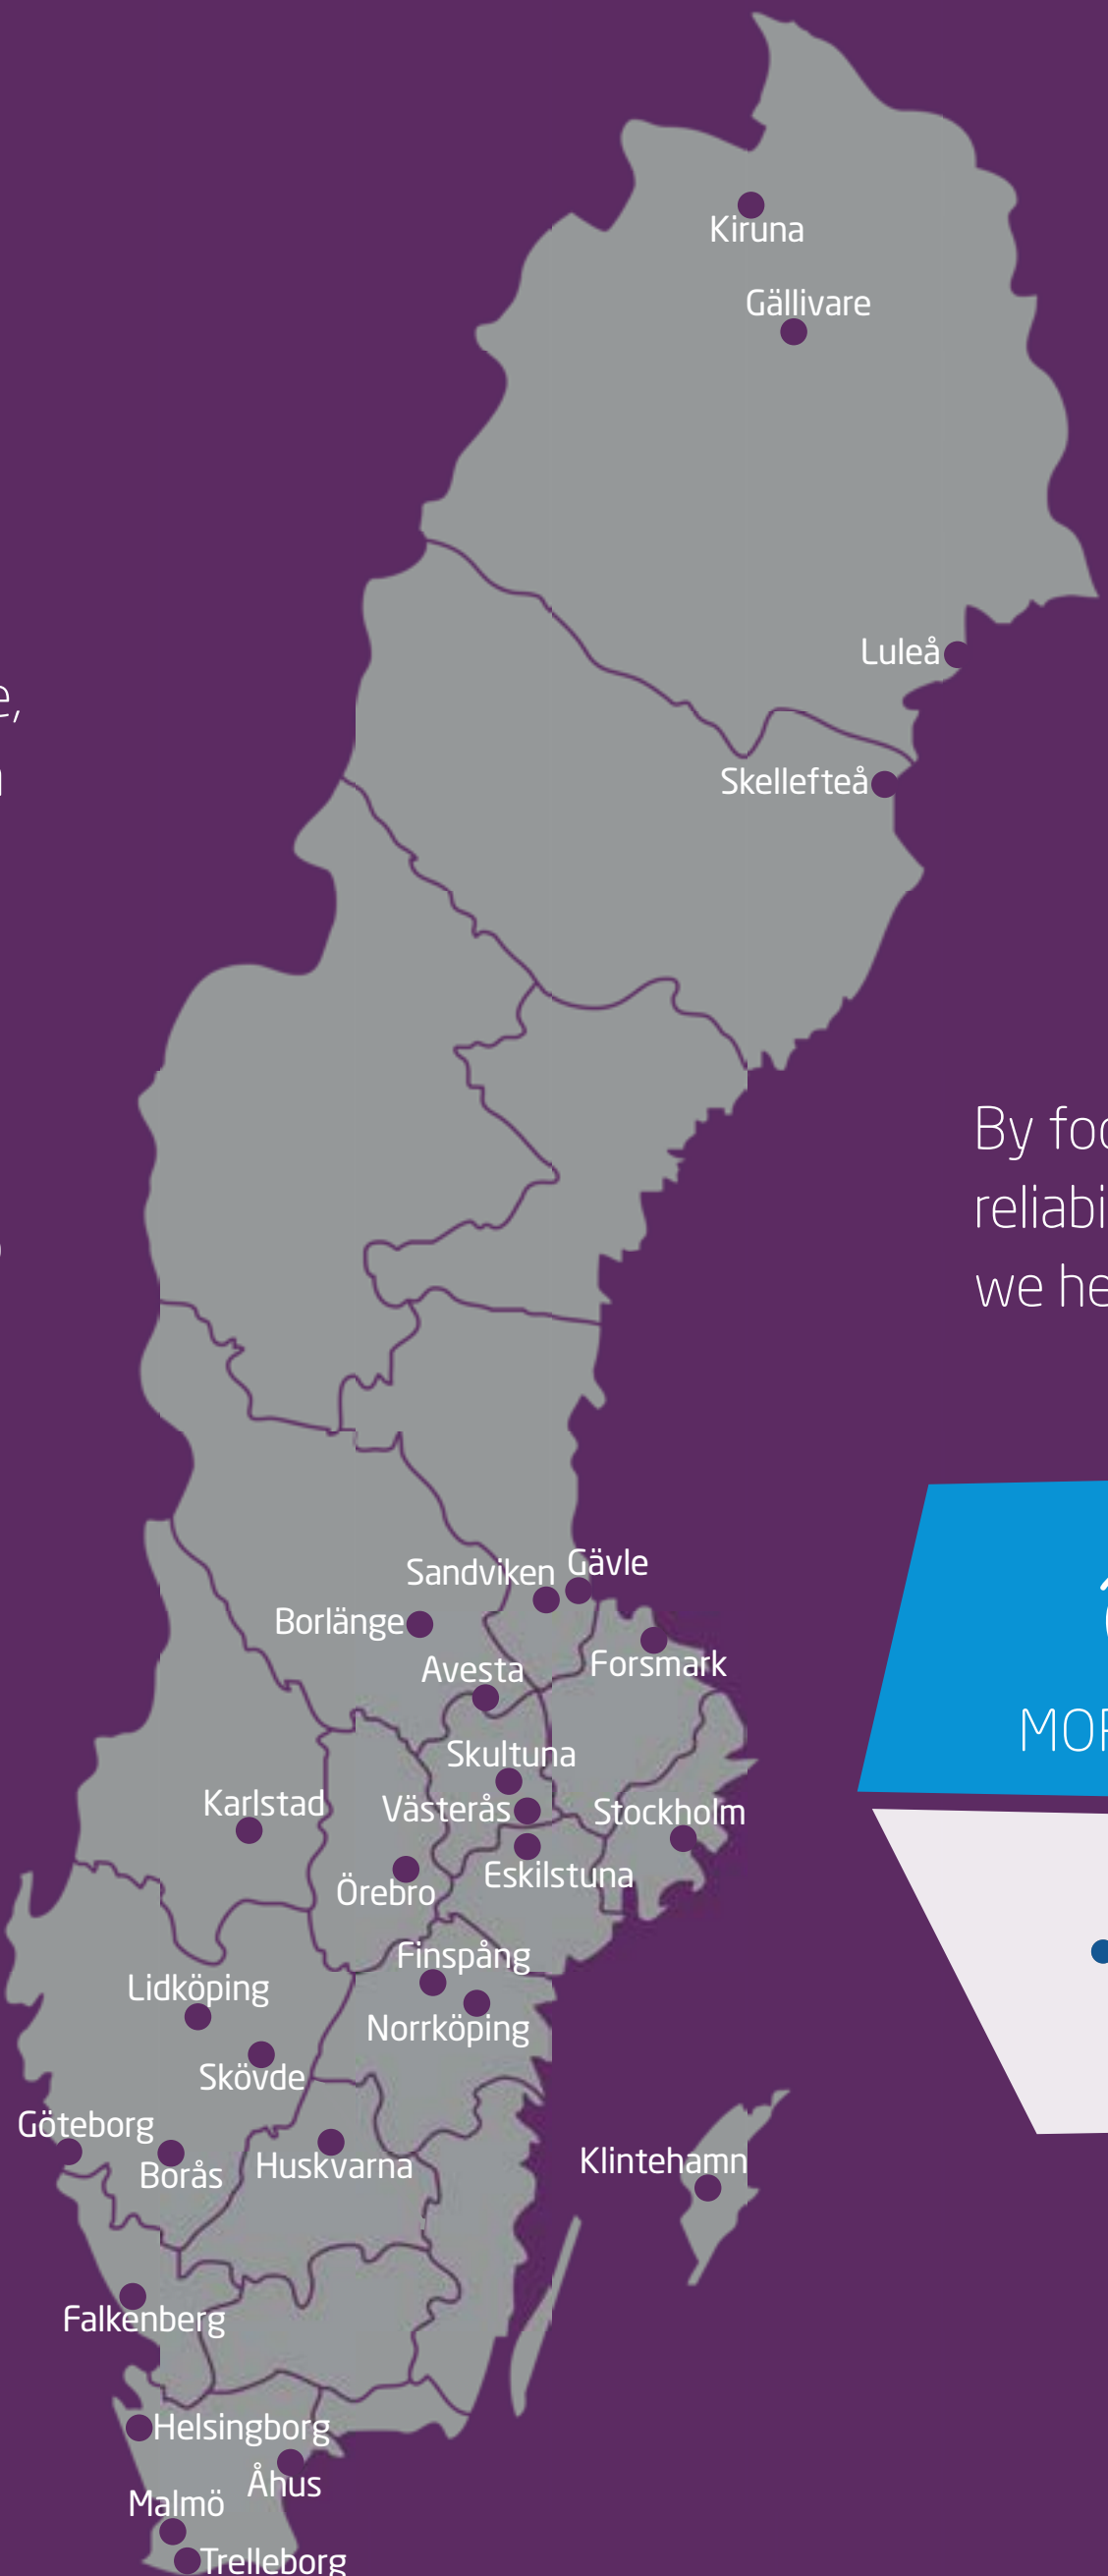 Kiruna
Gällivare
Luleå
e,
Skellefteå
By foc
reliabi
we he
Gävle
Sandviken
Borlänge
Forsmark
Avesta
MOR
Skultuna
Karlstad
Västerås
Stockholm
Eskilstuna
Örebro
Finspång
Lidköping
Norrköping
Skövde
Göteborg
Klintehamn
Huskvarna
Borås
Falkenberg
Helsingborg
Åhus
Malmö
Trelleborg